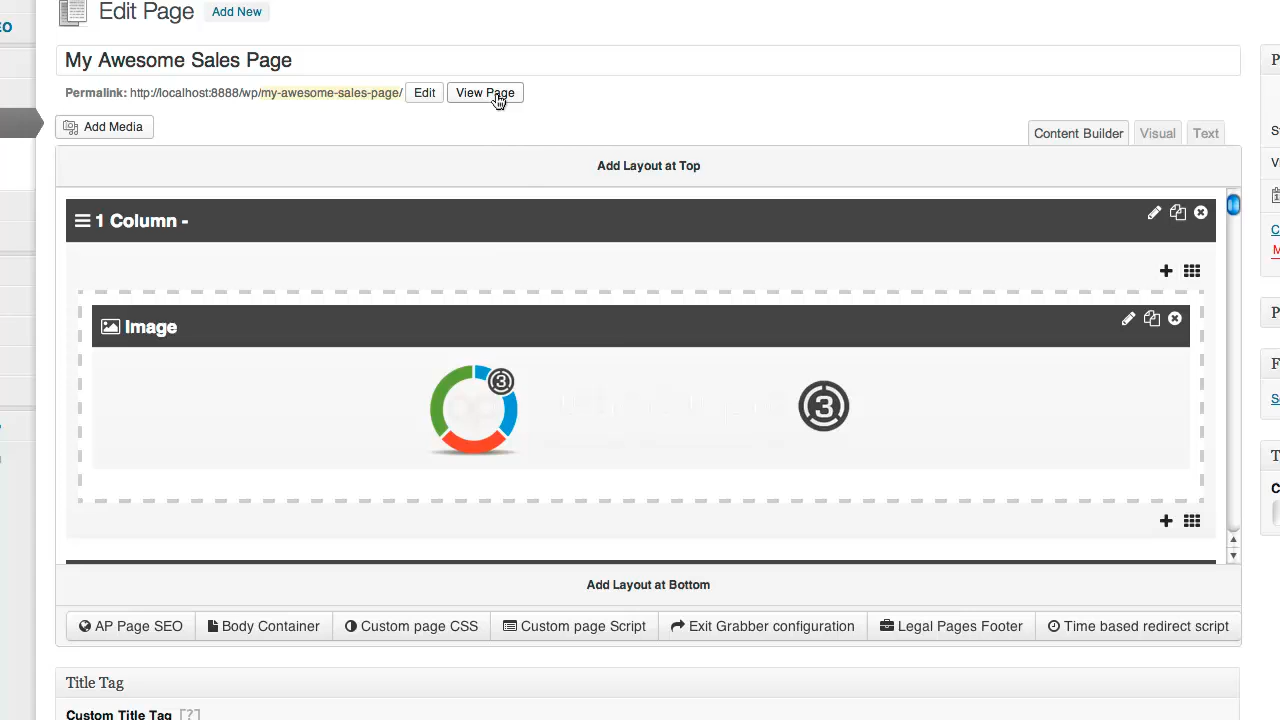 EO
Edit Page
Add New
My Awesome Sales Page
Permalink: http://localhost:8888/wp/my-awesome-sales-page/
Edit
View Page
Add Media
Content Builder
Visual
Text
Add Layout at Top
1 Column -
Image
3
3
Add Layout at Bottom
AP Page SEO
Body Container
Custom page CSS
Custom page Script
Exit Grabber configuration
Legal Pages Footer
Time based redirect script
Title Tag
Custom Title Tag [?]
P
S
V
C
M
P
F
S
T
C